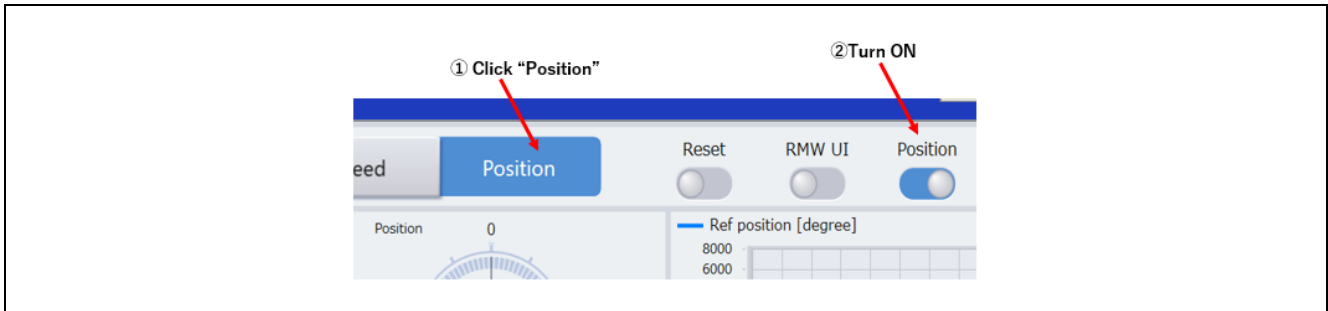 ②Turn ON
① Click “Position”
eed
Position
Reset
RMW UI
Position
Position
0
Ref position [degree]
8000
6000